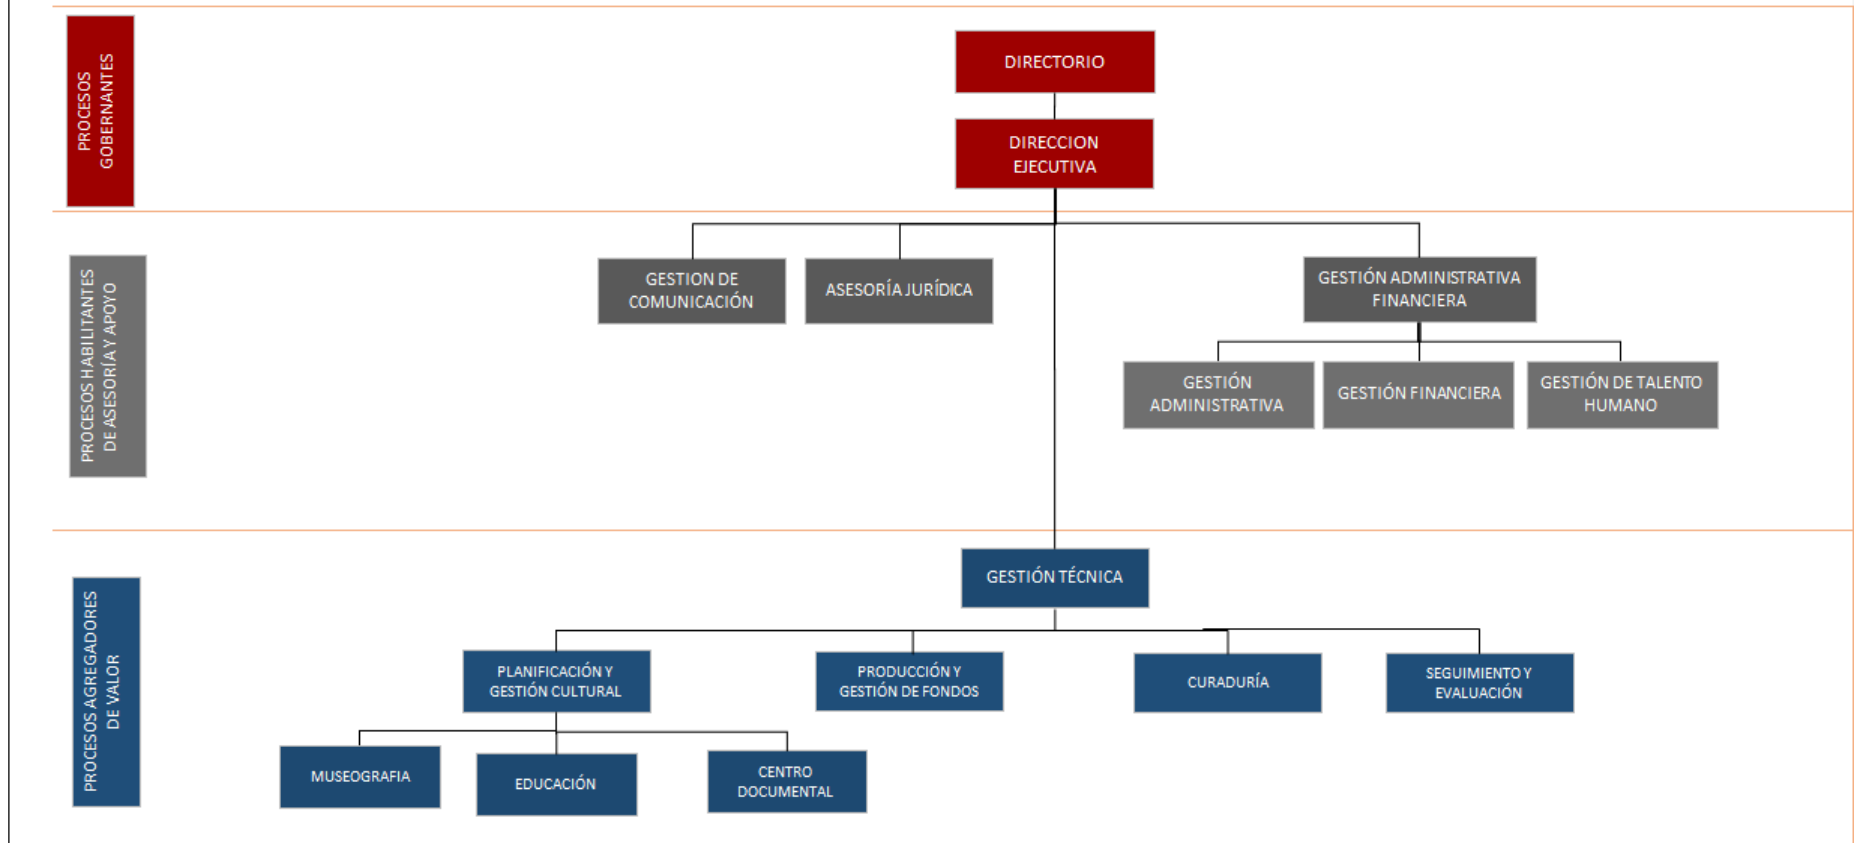 PROCESOS
GOBERNANTES
DIRECTORIO
DIRECCION
EJECUTIVA
PROCESOS HABILITANTES
DE ASESORÍA Y APOYO
GESTION DE
COMUNICACIÓN
ASESORÍA JURÍDICA
GESTIÓN ADMINISTRATIVA
FINANCIERA
GESTIÓN
ADMINISTRATIVA
GESTIÓN FINANCIERA
GESTIÓN DE TALENTO
HUMANO
PROCESOS AGREGADORES
DE VALOR
GESTIÓN TÉCNICA
PLANIFICACIÓN Y
GESTIÓN CULTURAL
PRODUCCIÓN Y
GESTIÓN DE FONDOS
CURADURÍA
SEGUIMIENTO Y
EVALUACIÓN
MUSEOGRAFIA
EDUCACIÓN
CENTRO
DOCUMENTAL